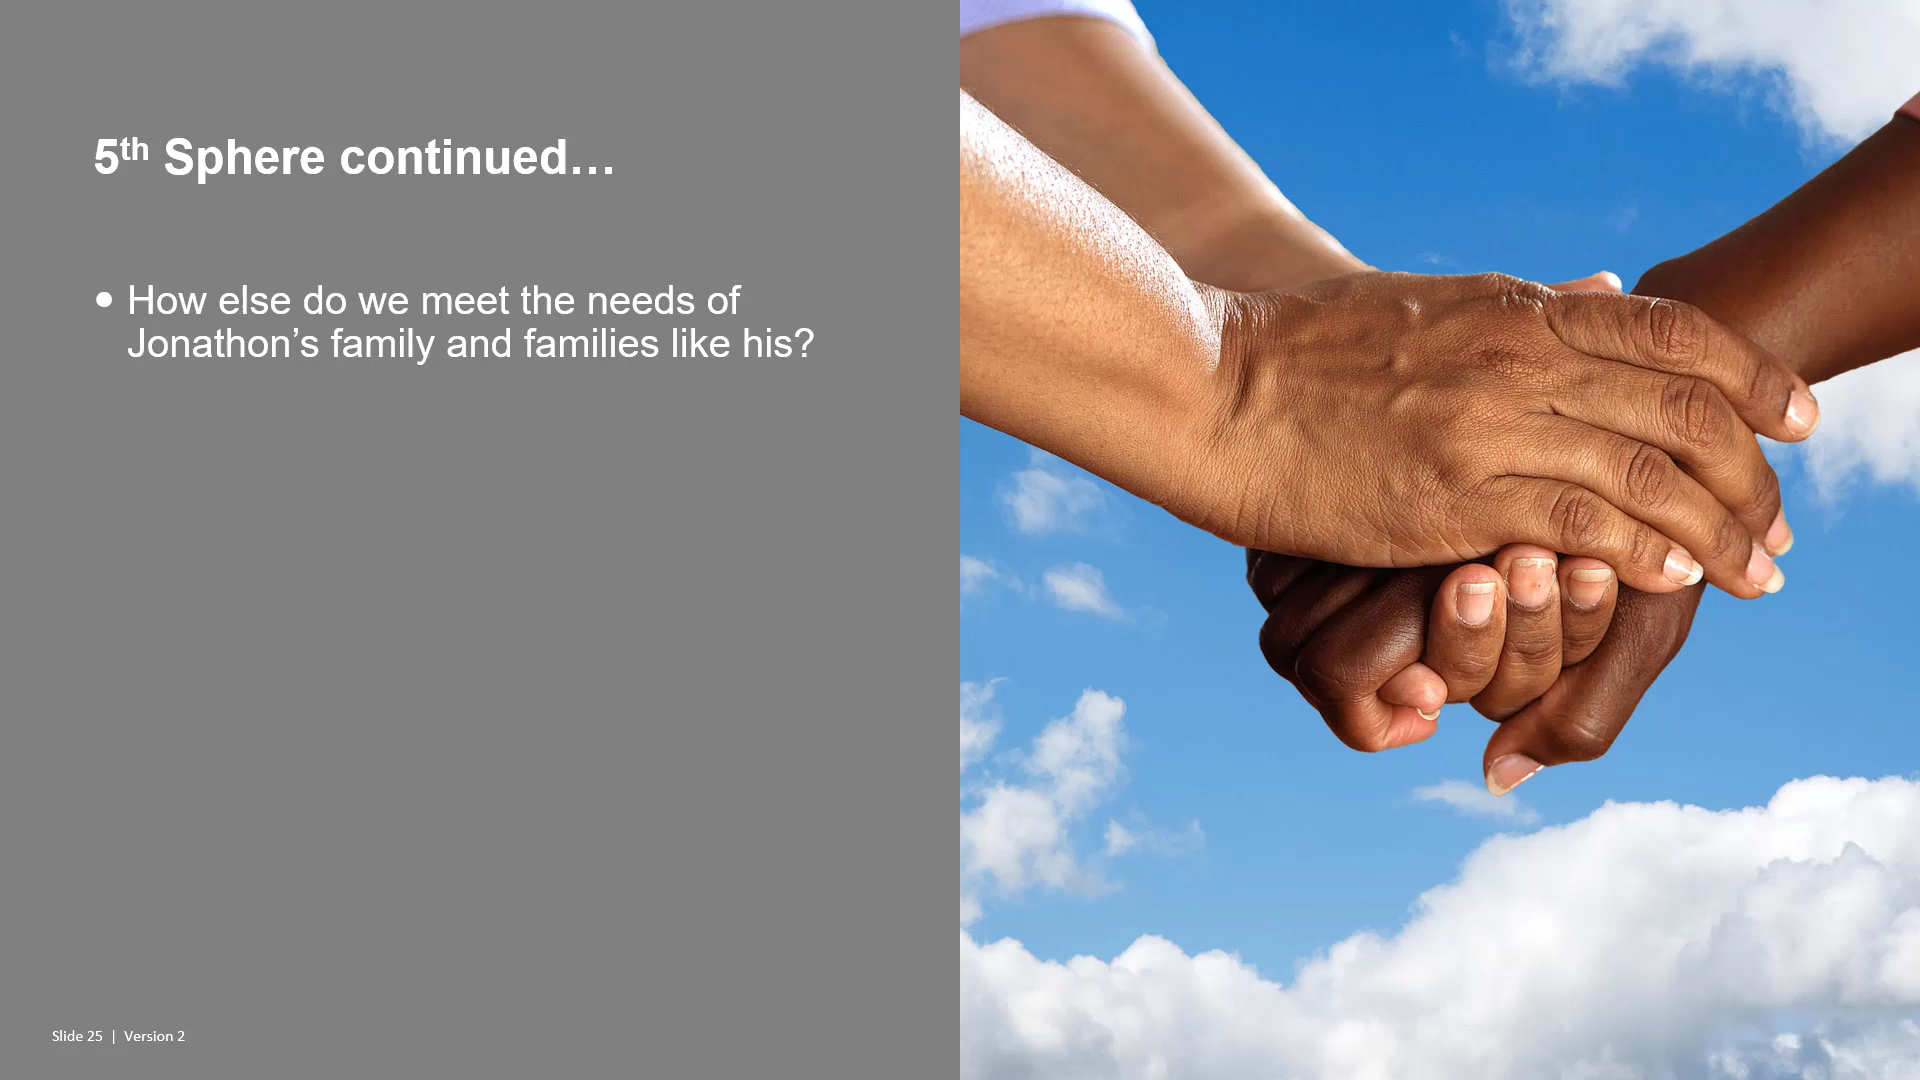 5th Sphere continued…
• How else do we meet the needs of
Jonathon’s family and families like his?
Slide 25 | Version 2